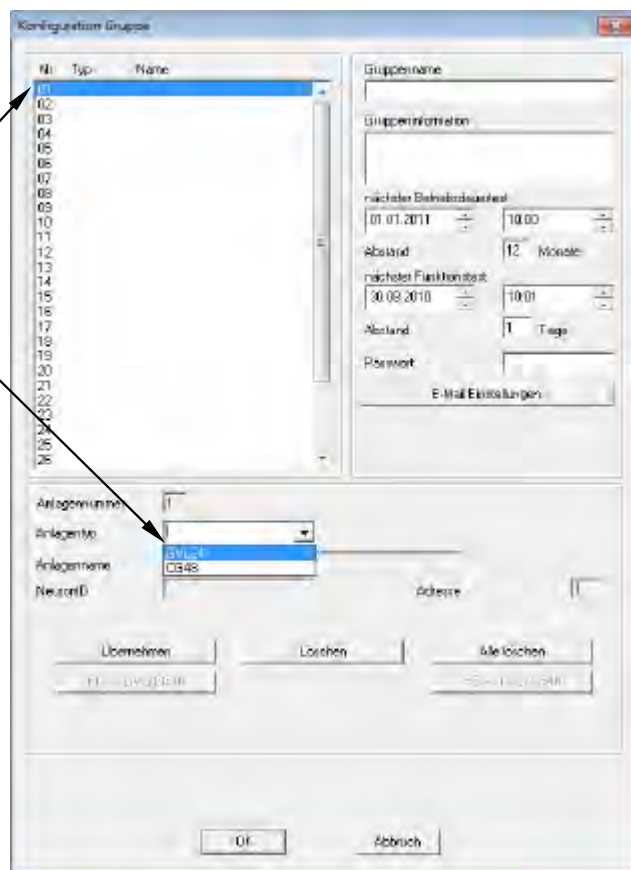 Konfiguration Gruppe
Nr. Typ Name
01
02
03
04
05
06
07
08
09
10
11
12
13
14
15
16
17
18
19
20
21
22
23
24
25
26
Gruppenname
Gruppeninformation
nächster Betriebsdauertest
01.01.2011 10:00
Abstand 12 Monate
nächster Funktionstest
30.09.2010 10:01
Abstand 1 Tage
Passwort
E-Mail Einstellungen
Anlagennummer 1
Anlagentyp
CG48
Anlagenname
NeuronID Adresse
Übernehmen Löschen Alle löschen
OK Abbruch